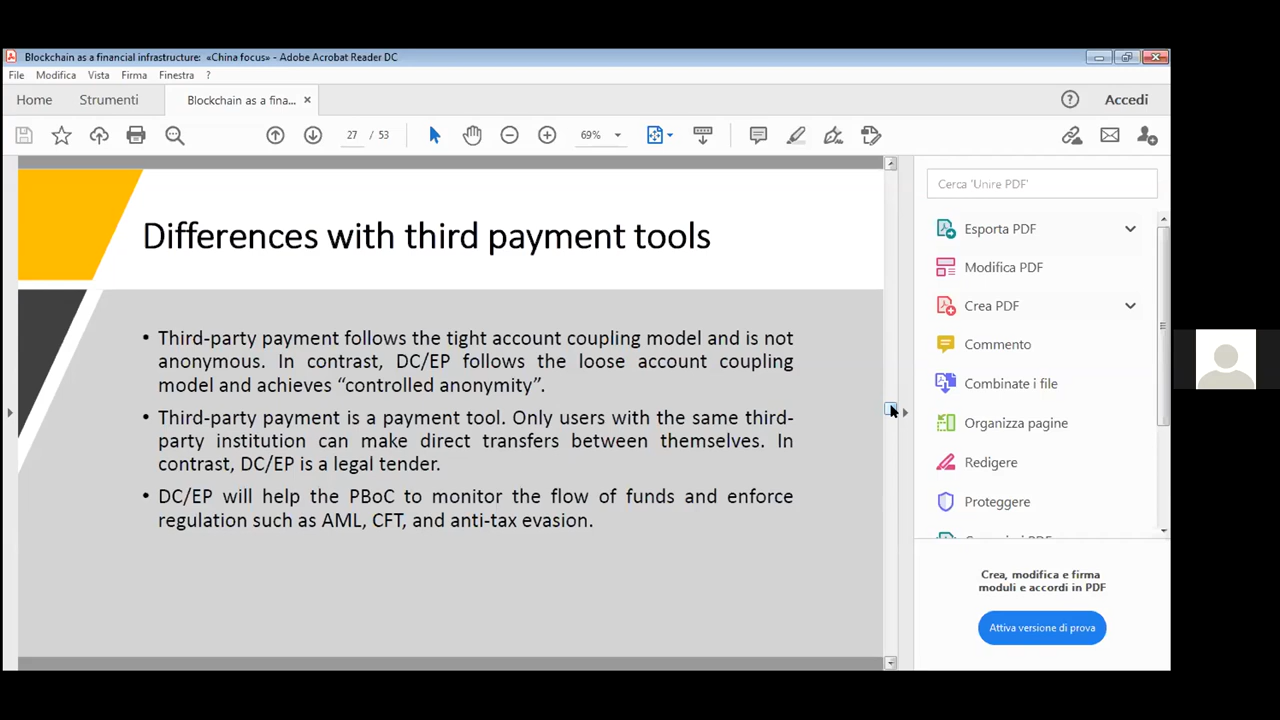 Blockchain as a financial infrastructure: «China focus» - Adobe Acrobat Reader DC
File Modifica Vista Firma Finestra ?
Home Strumenti Blockchain as a fina... × Accedi
27 / 53 69%
Differences with third payment tools
• Third-party payment follows the tight account coupling model and is not
anonymous. In contrast, DC/EP follows the loose account coupling
model and achieves “controlled anonymity”.
• Third-party payment is a payment tool. Only users with the same third-
party institution can make direct transfers between themselves. In
contrast, DC/EP is a legal tender.
• DC/EP will help the PBoC to monitor the flow of funds and enforce
regulation such as AML, CFT, and anti-tax evasion.
Cerca 'Unire PDF'
Esporta PDF
Modifica PDF
Crea PDF
Commento
Combinate i file
Organizza pagine
Redigere
Proteggere
Crea, modifica e firma
moduli e accordi in PDF
Attiva versione di prova